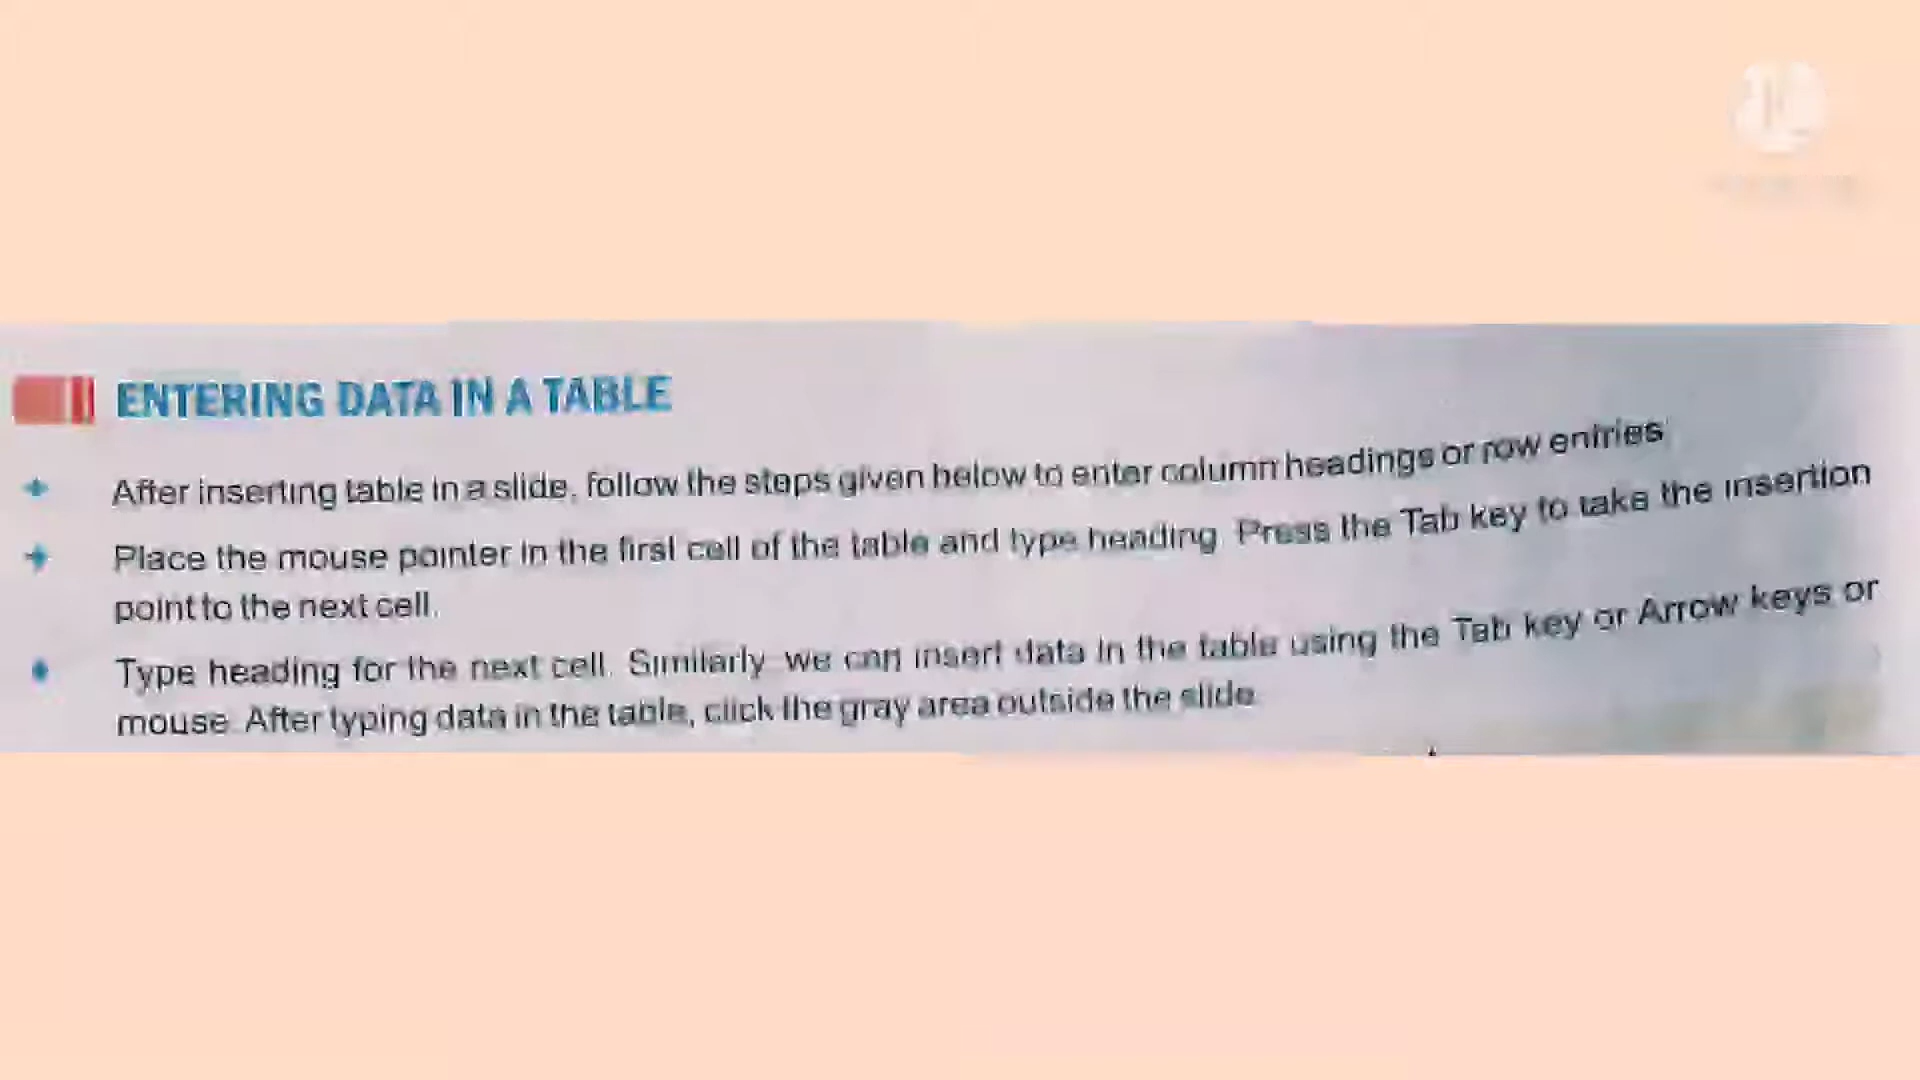 ENTERING DATA IN A TABLE
After inserting table in a slide, follow the steps given below to enter column headings or row entries
Place the mouse pointer in the first cell of the table and type heading. Press the Tab key to take the insertion
point to the next cell.
Type heading for the next cell. Similarly we can insert data in the table using the Tab key or Arrow keys or
mouse. After typing data in the table, click the gray area outside the slide.